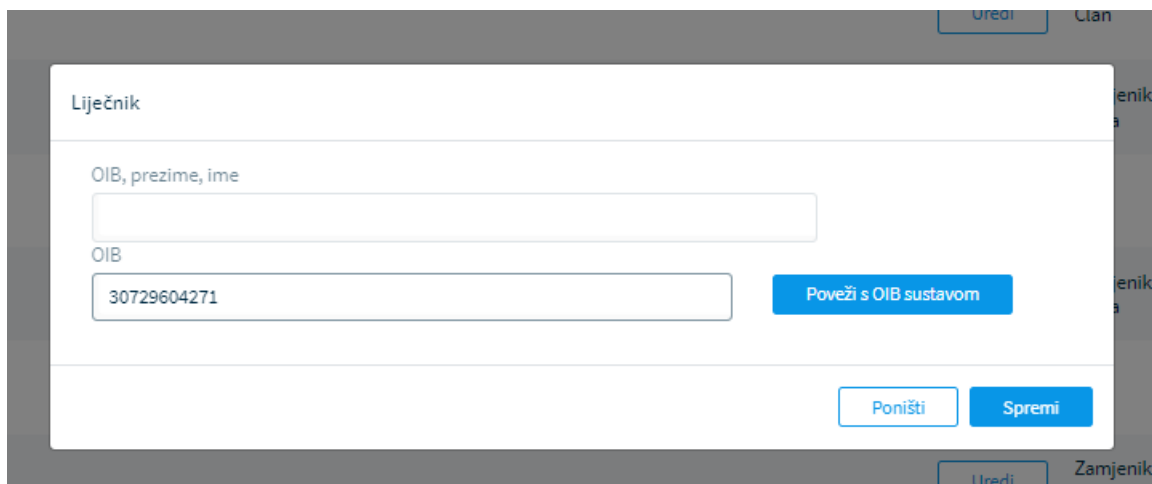 Uredi Član
Liječnik
OIB, prezime, ime
OIB
30729604271 Poveži s OIB sustavom
Poništi Spremi
Uredi Zamjenik